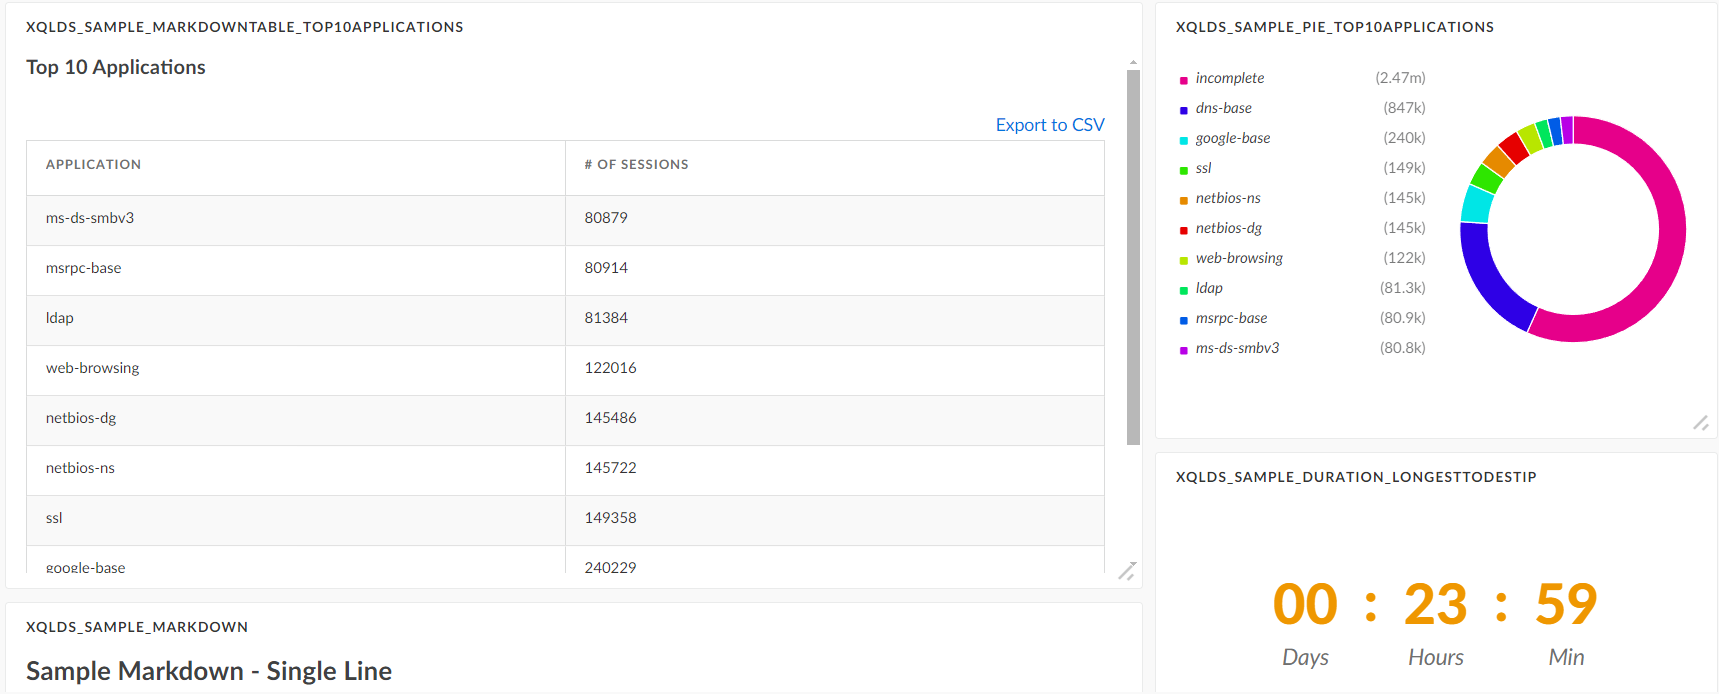 XQLDS_SAMPLE_MARKDOWNTABLE_TOP10APPLICATIONS
Top 10 Applications
Export to CSV
APPLICATION # OF SESSIONS
ms-ds-smbv3 80879
msrpc-base 80914
ldap 81384
web-browsing 122016
netbios-dg 145486
netbios-ns 145722
ssl 149358
google-base 240229
XQLDS_SAMPLE_MARKDOWN
Sample Markdown - Single Line
XQLDS_SAMPLE_PIE_TOP10APPLICATIONS
incomplete (2.47m)
dns-base (847k)
google-base (240k)
ssl (149k)
netbios-ns (145k)
netbios-dg (145k)
web-browsing (122k)
ldap (81.3k)
msrpc-base (80.9k)
ms-ds-smbv3 (80.8k)
XQLDS_SAMPLE_DURATION_LONGESTTODESTIP
00 : 23 : 59
Days Hours Min